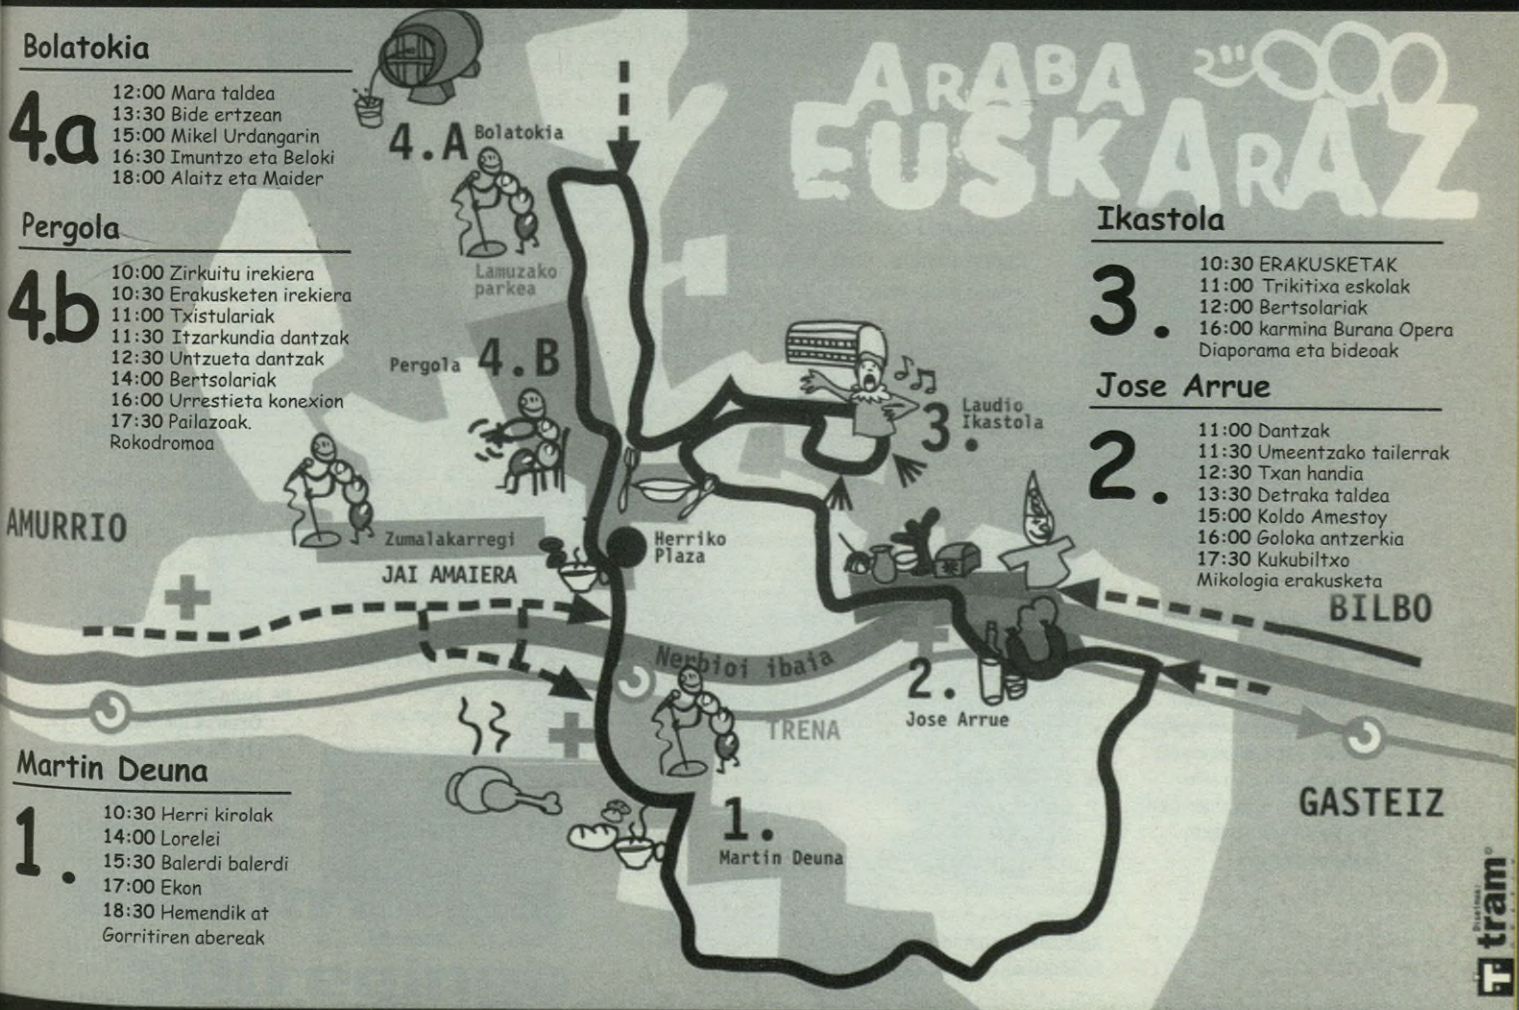 Bolatokia
4.a
12:00 Mara taldea
13:30 Bide ertzean
15:00 Mikel Urdangarin
16:30 Imuntzo eta Beloki
18:00 Alaitz eta Maider
Pergola
4.b
10:00 Zirkuitu irekiera
10:30 Erakusketen irekiera
11:00 Txistulariak
11:30 Itzarkundia dantzak
12:30 Untzueta dantzak
14:00 Bertsolariak
16:00 Urrestieta konexion
17:30 Pailazoak.
Rokodromoa
Martin Deuna
1.
10:30 Herri kirolak
14:00 Lorelei
15:30 Balerdi balerdi
17:00 Ekon
18:30 Hemendik at
Gorritiren abereak
ARABA
EUSKARAZ
Ikastola
3.
10:30 ERAKUSKETAK
11:00 Trikitixa eskolak
12:00 Bertsolariak
16:00 karmina Burana Opera
Diaporama eta bideoak
Jose Arrue
2.
11:00 Dantzak
11:30 Umeentzako tailerrak
12:30 Txan handia
13:30 Detraka taldea
15:00 Koldo Amestoy
16:00 Goloka antzerkia
17:30 Kukubiltxo
Mikologia erakusketa
4.A Bolatokia
Lamuzako
parkea
Pergola 4.B
3. Laudio
Ikastola
AMURRIO
Zumalakarregi
JAI AMAIERA
Herriko
Plaza
BILBO
Nerbioi ibaia
2.
Jose Arrue
TRENA
GASTEIZ
1.
Martin Deuna
Diseinua:
tram
T